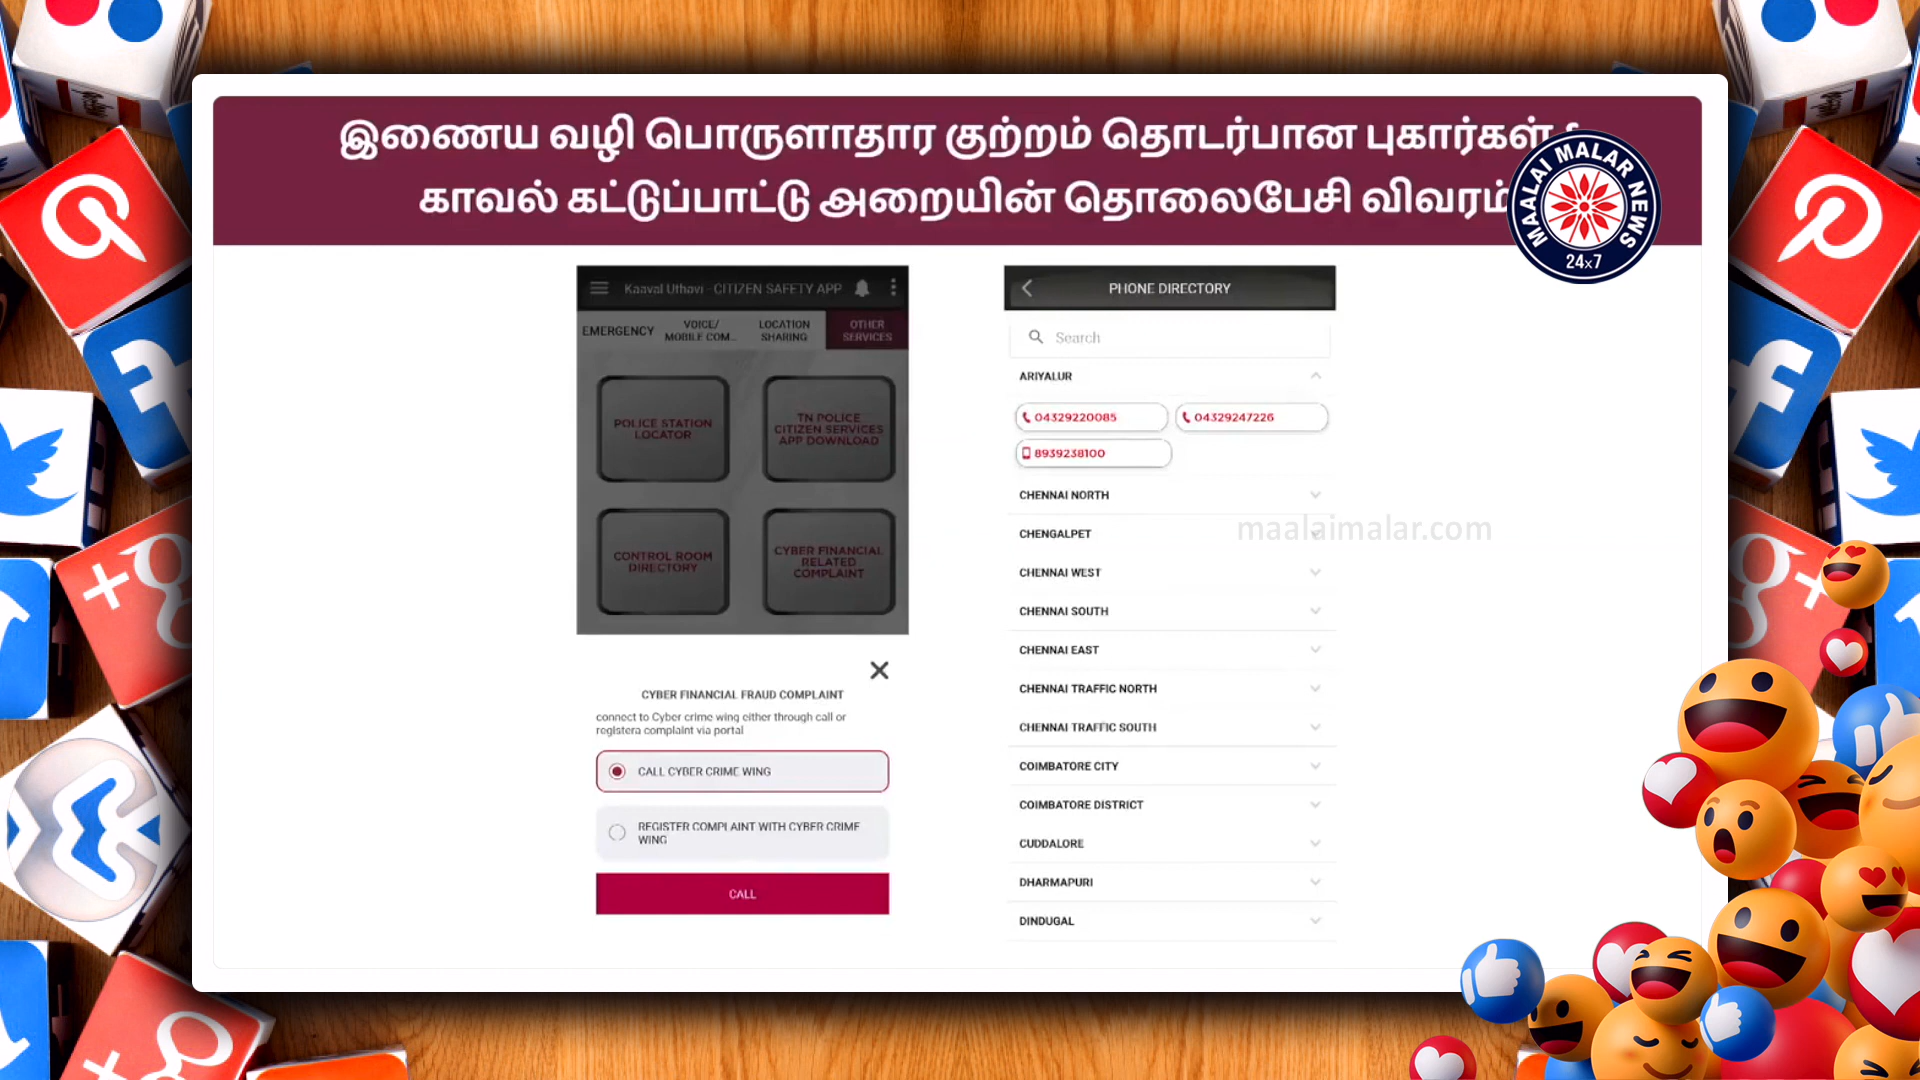 இணைய வழி பொருளாதார குற்றம் தொடர்பான புகார்கள்
காவல் கட்டுப்பாட்டு அறையின் தொலைபேசி விவரம்
MAALAI MALAR NEWS
24x7
Kaaval Uthavi - CITIZEN SAFETY APP
EMERGENCY
VOICE/
MOBILE COM...
LOCATION
SHARING
OTHER
SERVICES
POLICE STATION
LOCATOR
TN POLICE
CITIZEN SERVICES
APP DOWNLOAD
CONTROL ROOM
DIRECTORY
CYBER FINANCIAL
RELATED
COMPLAINT
CYBER FINANCIAL FRAUD COMPLAINT
connect to Cyber crime wing either through call or
registera complaint via portal
CALL CYBER CRIME WING
REGISTER COMPLAINT WITH CYBER CRIME
WING
CALL
PHONE DIRECTORY
Search
ARIYALUR
04329220085
04329247226
8939238100
CHENNAI NORTH
maalaimalar.com
CHENGALPET
CHENNAI WEST
CHENNAI SOUTH
CHENNAI EAST
CHENNAI TRAFFIC NORTH
CHENNAI TRAFFIC SOUTH
COIMBATORE CITY
COIMBATORE DISTRICT
CUDDALORE
DHARMAPURI
DINDUGAL